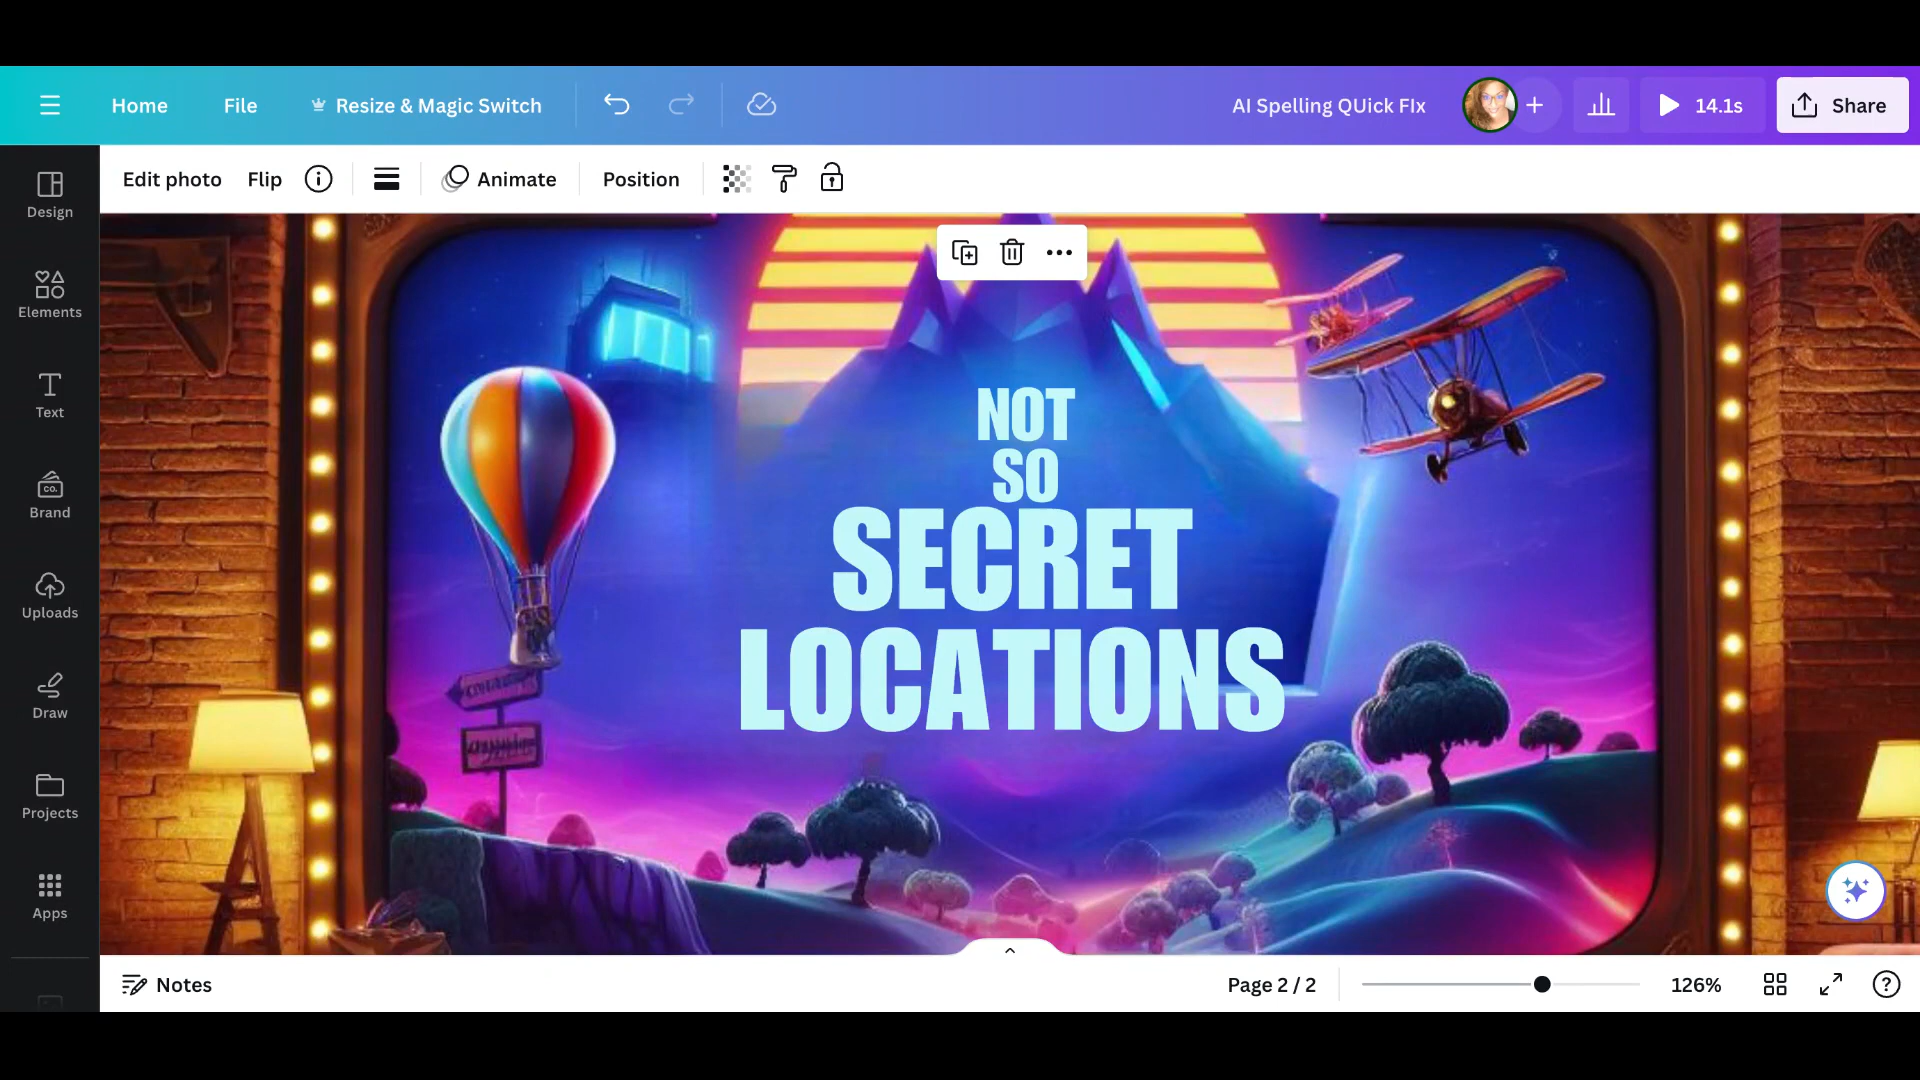 Home File Resize & Magic Switch AI Spelling QUick FIx 14.1s Share
Edit photo Flip Animate Position
Design
Elements
Text
CO.
Brand
Uploads
Draw
Projects
Apps
NOT
SO
SECRET
LOCATIONS
Notes Page 2 / 2 126%